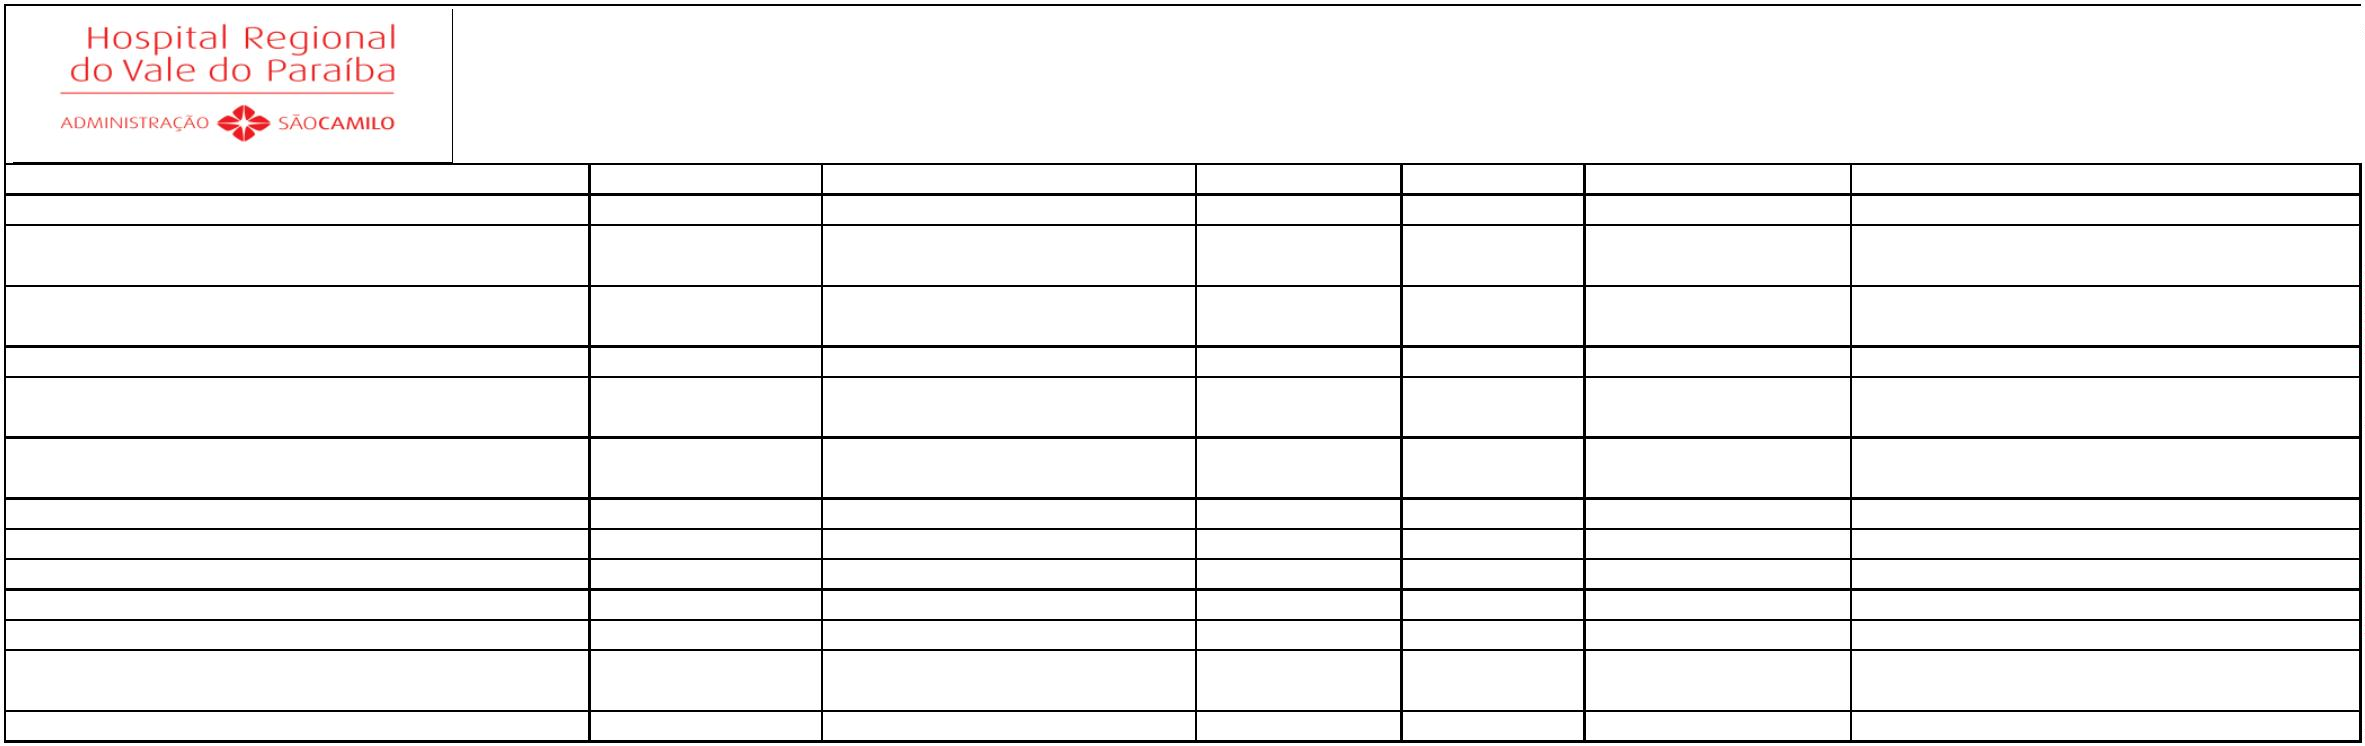 Hospital Regional
do Vale do Paraíba
ADMINISTRAÇÃO SÃOCAMILO